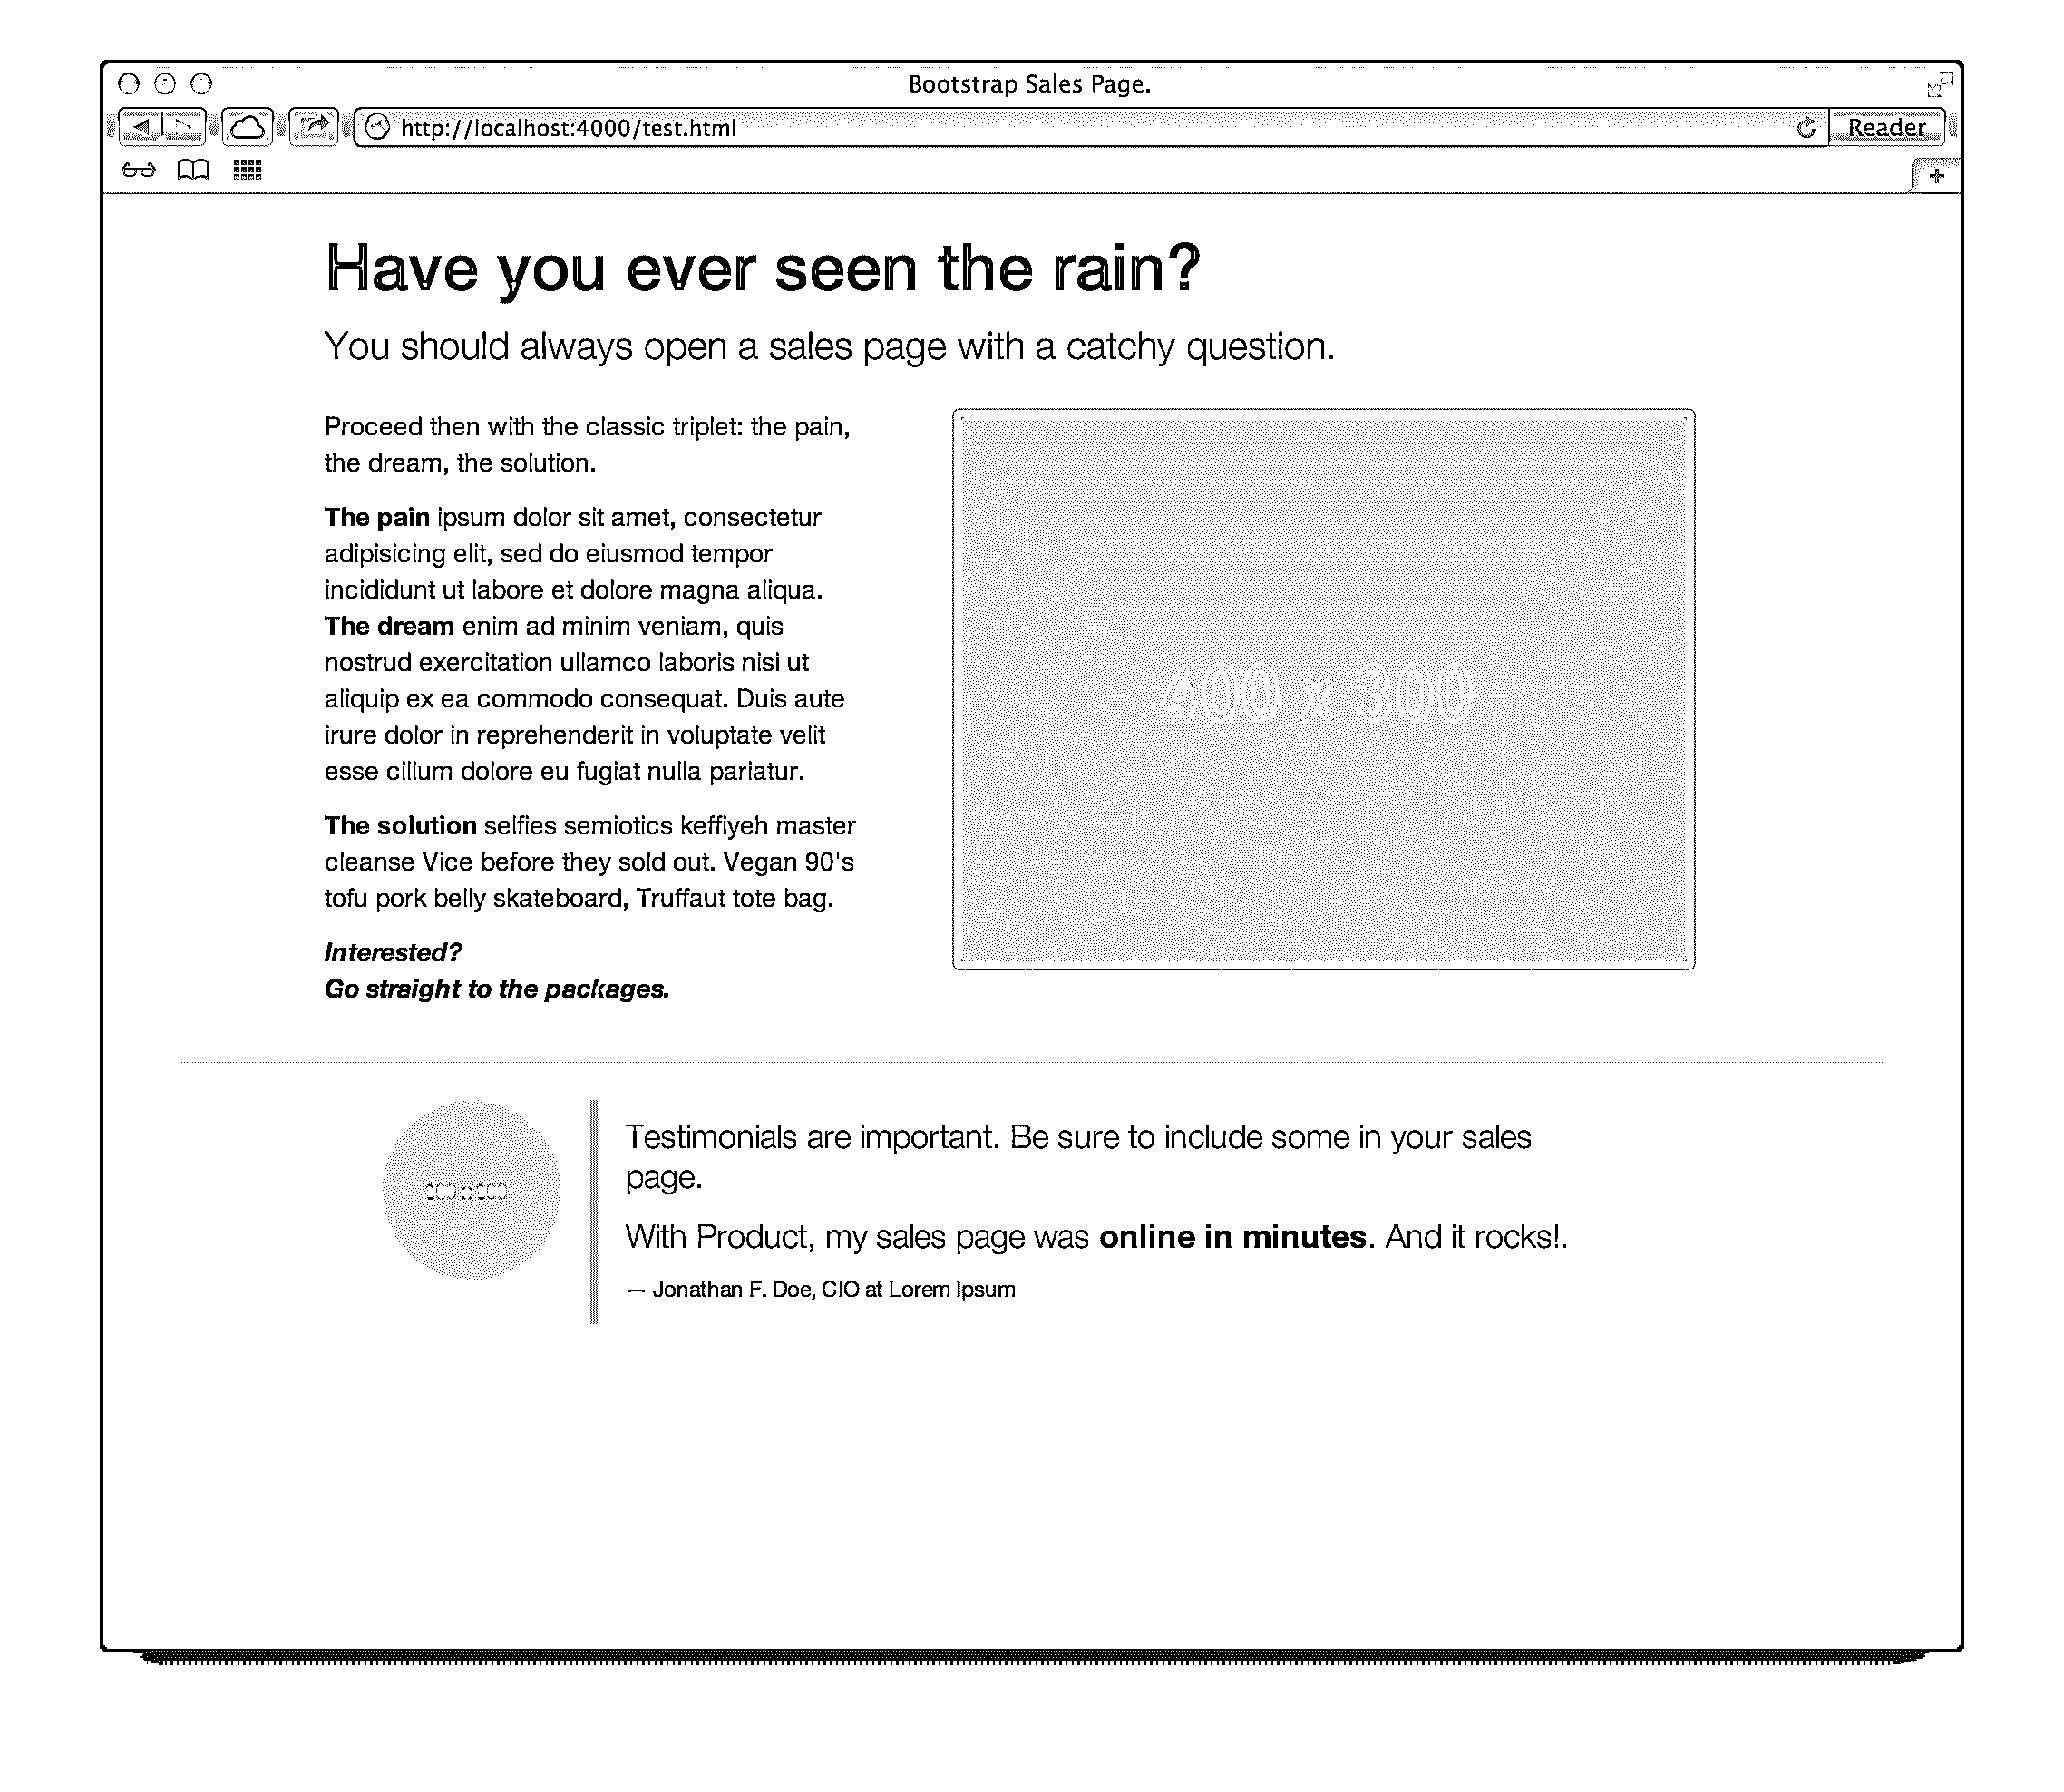 Bootstrap Sales Page.
http://localhost:4000/test.html
Reader
Have you ever seen the rain?
You should always open a sales page with a catchy question.
Proceed then with the classic triplet: the pain,
the dream, the solution.
The pain ipsum dolor sit amet, consectetur
adipisicing elit, sed do eiusmod tempor
incididunt ut labore et dolore magna aliqua.
The dream enim ad minim veniam, quis
nostrud exercitation ullamco laboris nisi ut
aliquip ex ea commodo consequat. Duis aute
irure dolor in reprehenderit in voluptate velit
esse cillum dolore eu fugiat nulla pariatur.
The solution selfies semiotics keffiyeh master
cleanse Vice before they sold out. Vegan 90's
tofu pork belly skateboard, Truffaut tote bag.
Interested?
Go straight to the packages.
400 x 300
Testimonials are important. Be sure to include some in your sales
page.
With Product, my sales page was online in minutes. And it rocks!.
— Jonathan F. Doe, CIO at Lorem Ipsum